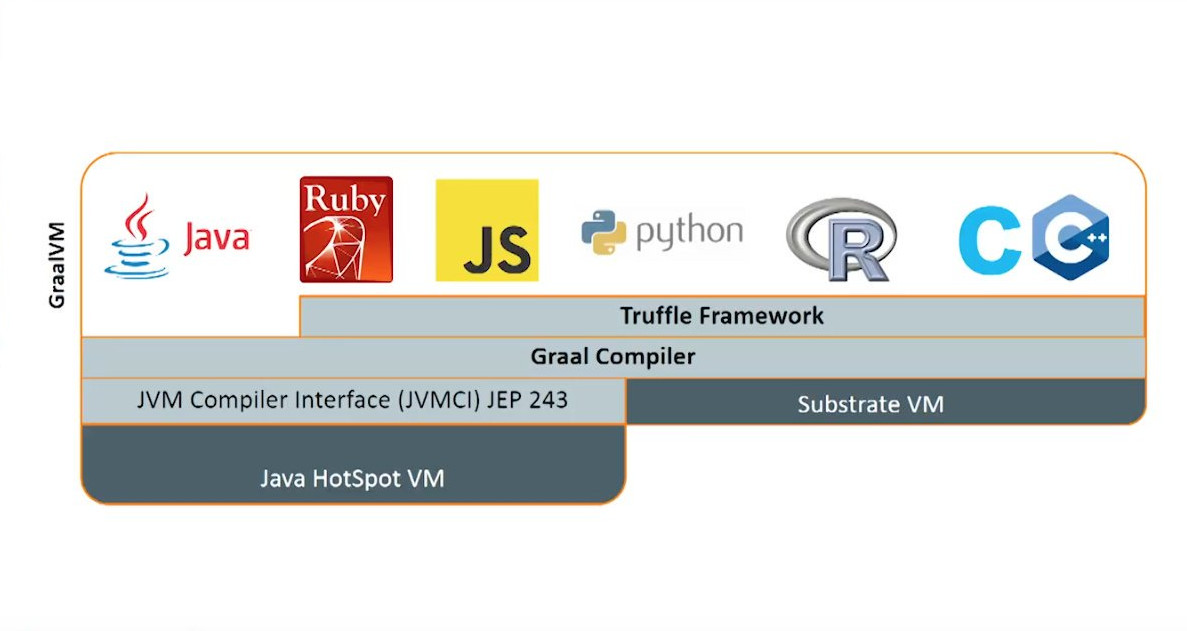 GraalVM
Java
Ruby
JS
python
R
C
C++
Truffle Framework
Graal Compiler
JVM Compiler Interface (JVMCI) JEP 243
Substrate VM
Java HotSpot VM